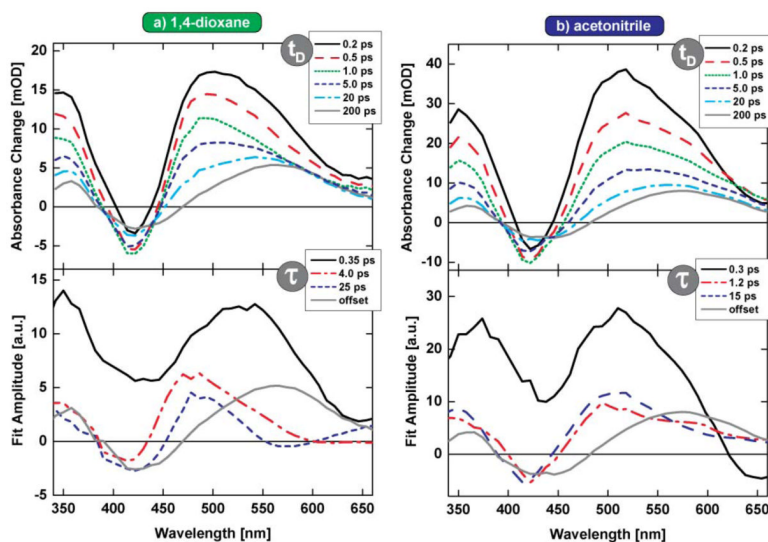 a) 1,4-dioxane
b) acetonitrile
Absorbance Change [mOD]
20
15
10
5
0
-5
tD
0.2 ps
0.5 ps
1.0 ps
5.0 ps
20 ps
200 ps
Absorbance Change [mOD]
40
30
20
10
0
-10
tD
0.2 ps
0.5 ps
1.0 ps
5.0 ps
20 ps
200 ps
Fit Amplitude [a.u.]
15
10
5
0
-5
τ
0.35 ps
4.0 ps
25 ps
offset
350 400 450 500 550 600 650
Wavelength [nm]
Fit Amplitude [a.u.]
30
20
10
0
τ
0.3 ps
1.2 ps
15 ps
offset
350 400 450 500 550 600 650
Wavelength [nm]